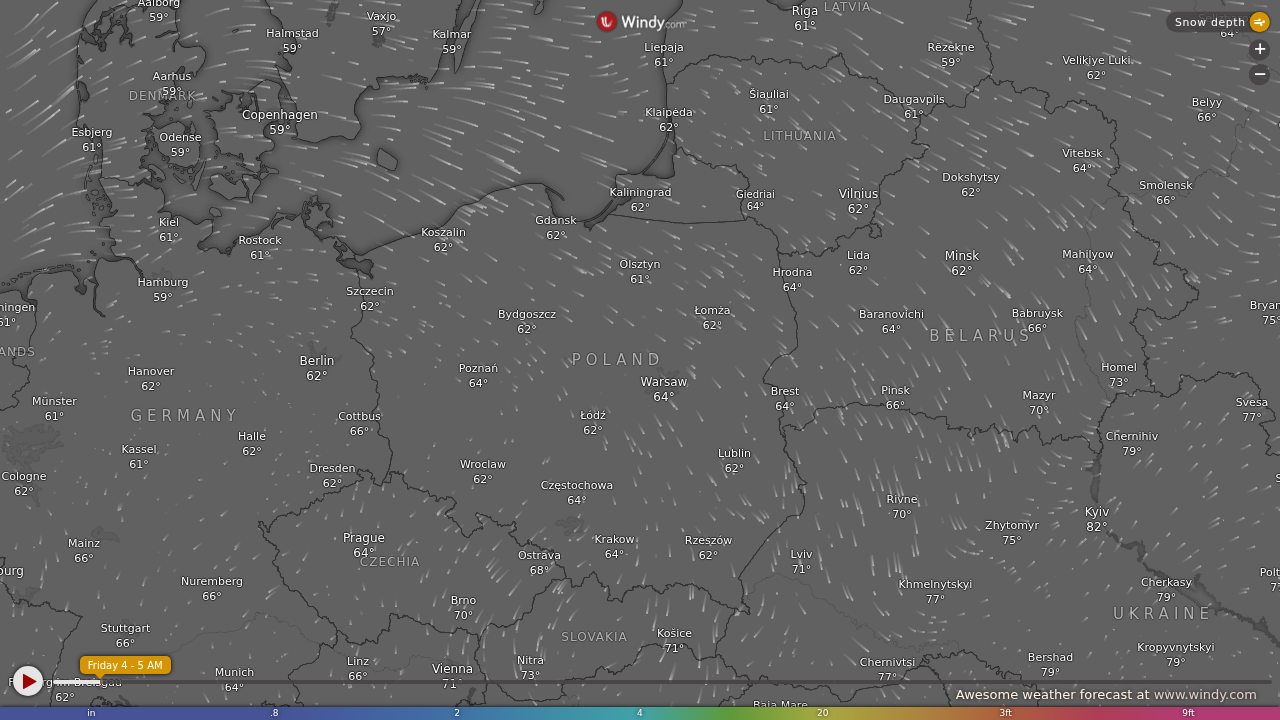 Aalborg
59°
Vaxjo
57°
Halmstad
59°
Kalmar
59°
Windy.com
Riga
61°
LATVIA
Snow depth
64°
Liepaja
61°
Rēzekne
59°
Velikiye Luki
62°
+
−
Aarhus
59°
DENMARK
Šiauliai
61°
Daugavpils
61°
Belyy
66°
Copenhagen
59°
Klaipėda
62°
LITHUANIA
Esbjerg
61°
Odense
59°
Vitebsk
64°
Kaliningrad
62°
Giedriai
64°
Vilnius
62°
Dokshytsy
62°
Smolensk
66°
Kiel
61°
Rostock
61°
Koszalin
62°
Gdansk
62°
Olsztyn
61°
Hrodna
64°
Lida
62°
Minsk
62°
Mahilyow
64°
Hamburg
59°
Szczecin
62°
Bydgoszcz
62°
Łomża
62°
Baranovichi
64°
Babruysk
66°
75°
BELARUS
POLAND
Berlin
62°
Hanover
62°
Poznań
64°
Warsaw
64°
Brest
64°
Pinsk
66°
Homel
73°
Mazyr
70°
Svesa
77°
Münster
61°
GERMANY
Cottbus
66°
Łódź
62°
Halle
62°
Kassel
61°
Chernihiv
79°
Cologne
62°
Dresden
62°
Wroclaw
62°
Lublin
62°
Częstochowa
64°
Rivne
70°
Kyiv
82°
Zhytomyr
75°
Mainz
66°
Prague
64°
CZECHIA
Ostrava
68°
Krakow
64°
Rzeszów
62°
Lviv
71°
Nuremberg
66°
Khmelnytskyi
77°
Cherkasy
79°
Brno
70°
UKRAINE
Stuttgart
66°
SLOVAKIA
Košice
71°
Kropyvnytskyi
79°
Friday 4 - 5 AM
Munich
64°
Linz
66°
Vienna
71°
Nitra
73°
Chernivtsi
77°
Bershad
79°
62°
Awesome weather forecast at www.windy.com
Baia Mare
in .8 2 4 20 3ft 9ft